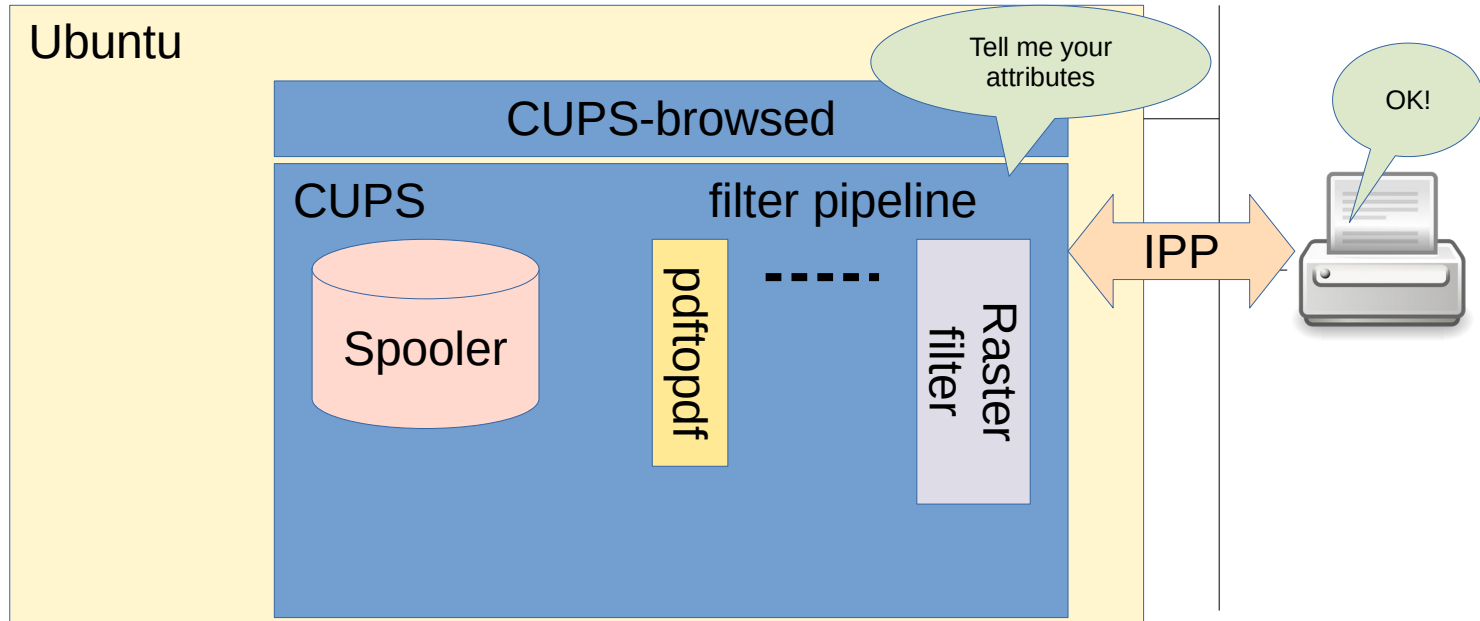 Ubuntu
Tell me your
attributes
OK!
CUPS-browsed
CUPS
filter pipeline
IPP
Spooler
pdftopdf
Raster
filter